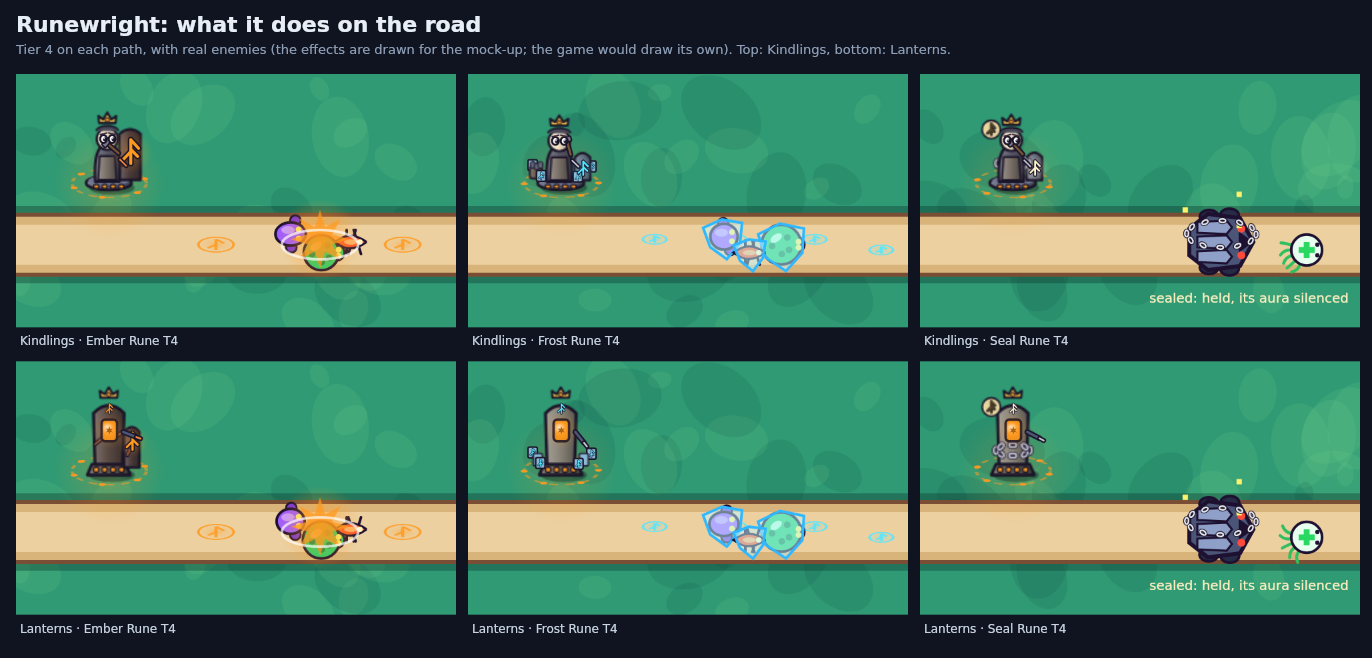 Runewright: what it does on the road
Tier 4 on each path, with real enemies (the effects are drawn for the mock-up; the game would draw its own). Top: Kindlings, bottom: Lanterns.
sealed: held, its aura silenced
Kindlings · Ember Rune T4
Kindlings · Frost Rune T4
Kindlings · Seal Rune T4
sealed: held, its aura silenced
Lanterns · Ember Rune T4
Lanterns · Frost Rune T4
Lanterns · Seal Rune T4